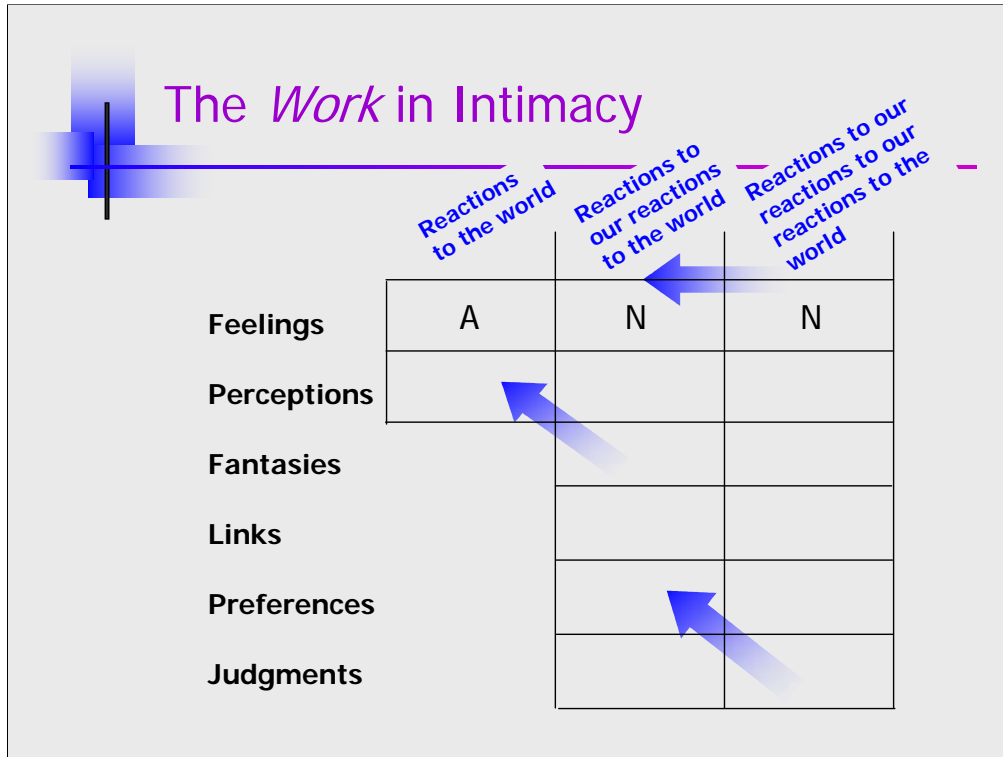 The Work in Intimacy
Reactions
to the world
Reactions to
our reactions
to the world
Reactions to our
reactions to our
reactions to the
world
Feelings A N N
Perceptions
Fantasies
Links
Preferences
Judgments